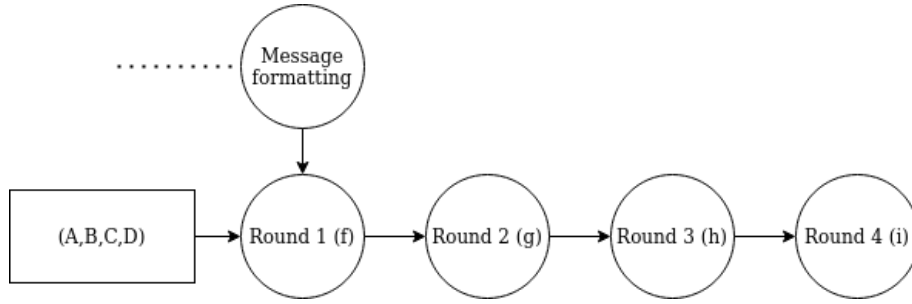 Message
formatting
(A,B,C,D)
Round 1 (f)
Round 2 (g)
Round 3 (h)
Round 4 (i)